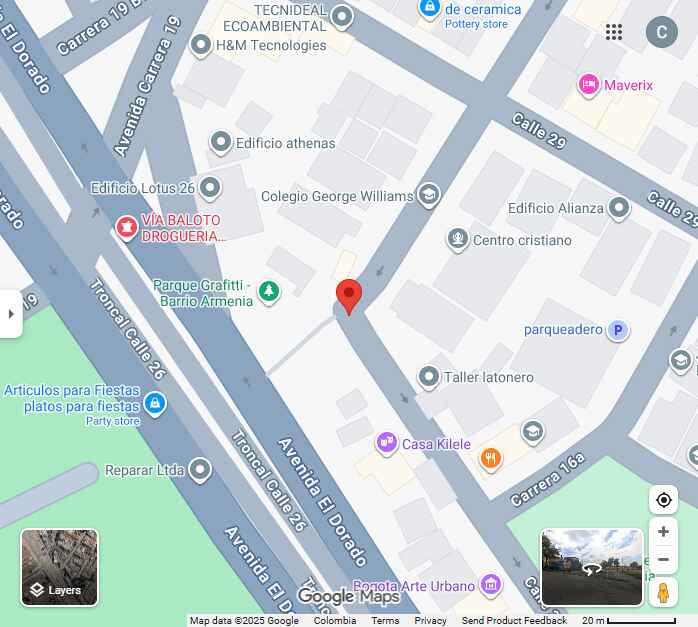 TECNIDEAL
ECOAMBIENTAL
de ceramica
Pottery store
C
El Dorado
Carrera 19 B
Avenida Carrera 19
H&M Tecnologies
Maverix
Calle 29
Edificio athenas
Edificio Lotus 26
Colegio George Williams
Calle 29
Edificio Alianza
VIA BALOTO
DROGUERIA...
Centro cristiano
Parque Grafitti -
Barrio Armenia
19
Troncal Calle 26
parqueadero
P
Taller latonero
Articulos para Fiestas
platos para fiestas
Party store
Casa Kilele
Troncal Calle 26
Avenida El Dorado
Reparar Ltda
Carrera 16a
Avenida El Dorado
Layers
Bogota Arte Urbano
Google Maps
Map data ©2025 Google
Colombia
Terms
Privacy
Send Product Feedback
20 m